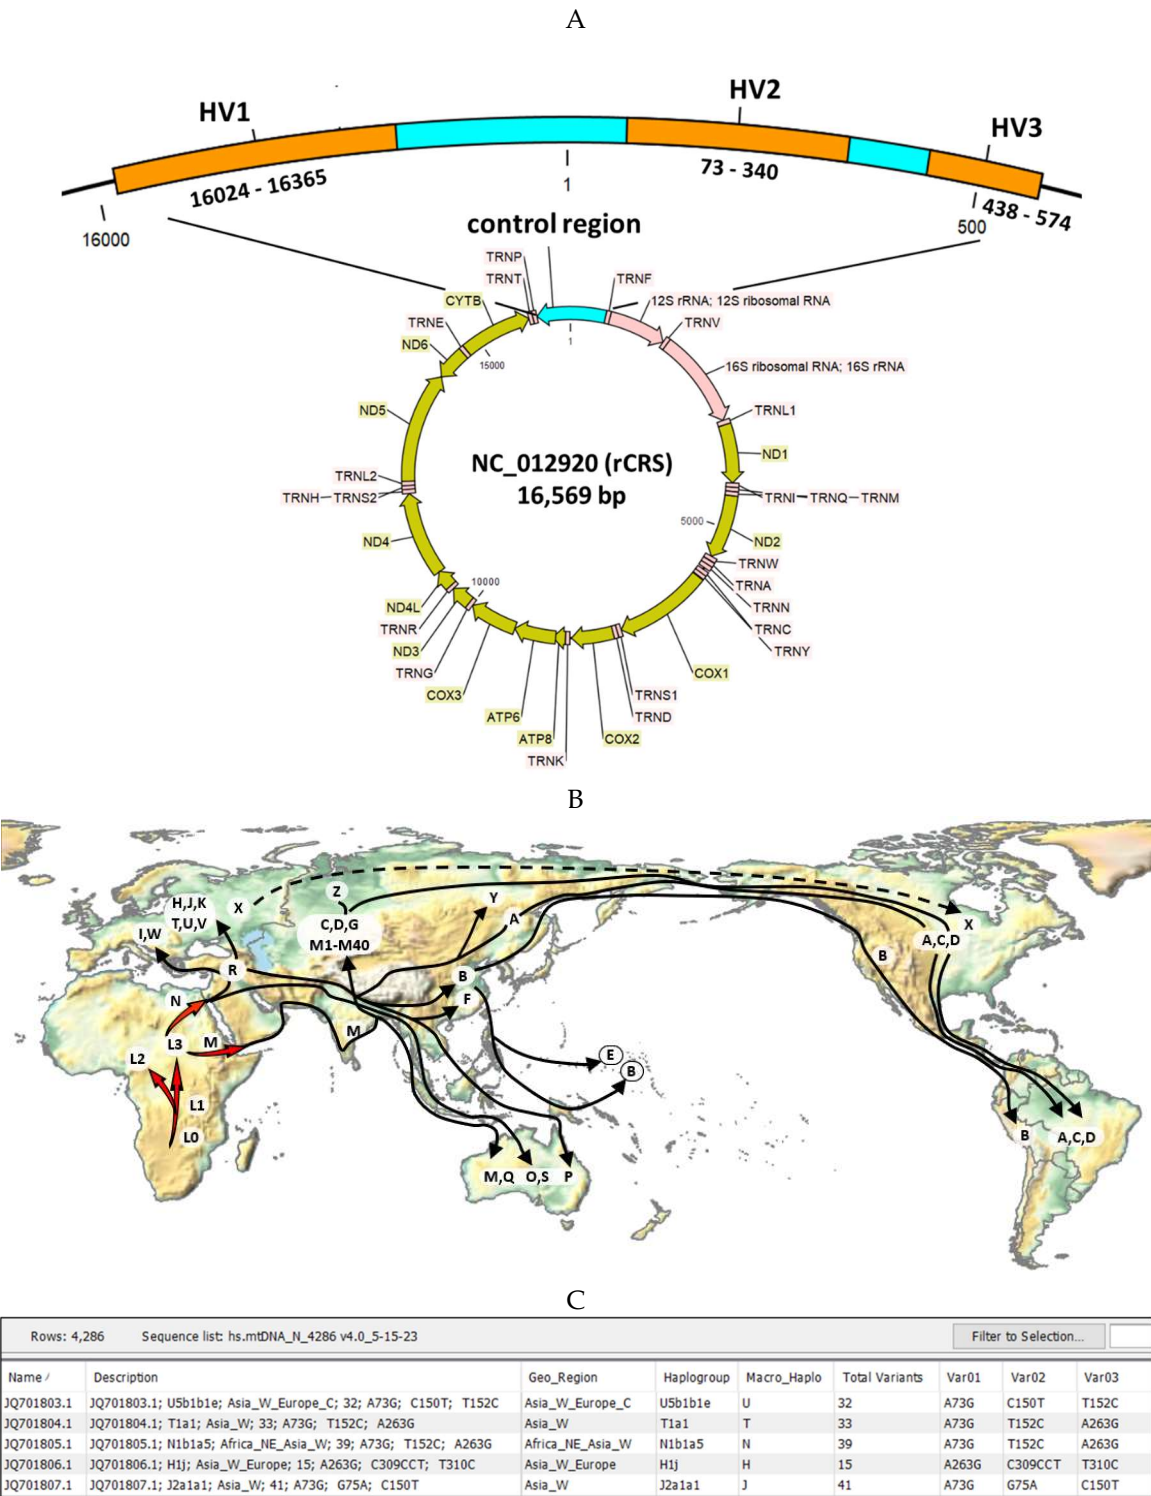 A
HV1
HV2
HV3
16024 - 16365
73 - 340
438 - 574
16000
1
500
control region
TRNP
TRNT
TRNF
CYTB
12S rRNA; 12S ribosomal RNA
TRNE
TRNV
ND6
15000
1
16S ribosomal RNA; 16S rRNA
ND5
TRNL1
ND1
NC_012920 (rCRS)
16,569 bp
TRNL2
TRNH TRNS2
TRNI TRNQ TRNM
5000
ND4
ND2
TRNW
10000
TRNA
ND4L
TRNN
TRNR
TRNC
ND3
TRNY
TRNG
COX1
COX3
TRNS1
ATP6
TRND
ATP8
COX2
TRNK
B
Z
Y
H,J,K
X
T,U,V
C,D,G
A
X
I,W
M1-M40
A,C,D
B
R
B
N
F
M
L3
M
L2
E
B
L1
L0
B
A,C,D
M,Q O,S P
C
Rows: 4,286 Sequence list: hs.mtDNA_N_4286 v4.0_5-15-23 Filter to Selection...
Name Description Geo_Region Haplogroup Macro_Haplo Total Variants Var01 Var02 Var03
JQ701803.1 JQ701803.1; U5b1b1e; Asia_W_Europe_C; 32; A73G; C150T; T152C Asia_W_Europe_C U5b1b1e U 32 A73G C150T T152C
JQ701804.1 JQ701804.1; T1a1; Asia_W; 33; A73G; T152C; A263G Asia_W T1a1 T 33 A73G T152C A263G
JQ701805.1 JQ701805.1; N1b1a5; Africa_NE_Asia_W; 39; A73G; T152C; A263G Africa_NE_Asia_W N1b1a5 N 39 A73G T152C A263G
JQ701806.1 JQ701806.1; H1j; Asia_W_Europe; 15; A263G; C309CCT; T310C Asia_W_Europe H1j H 15 A263G C309CCT T310C
JQ701807.1 JQ701807.1; J2a1a1; Asia_W; 41; A73G; G75A; C150T Asia_W J2a1a1 J 41 A73G G75A C150T